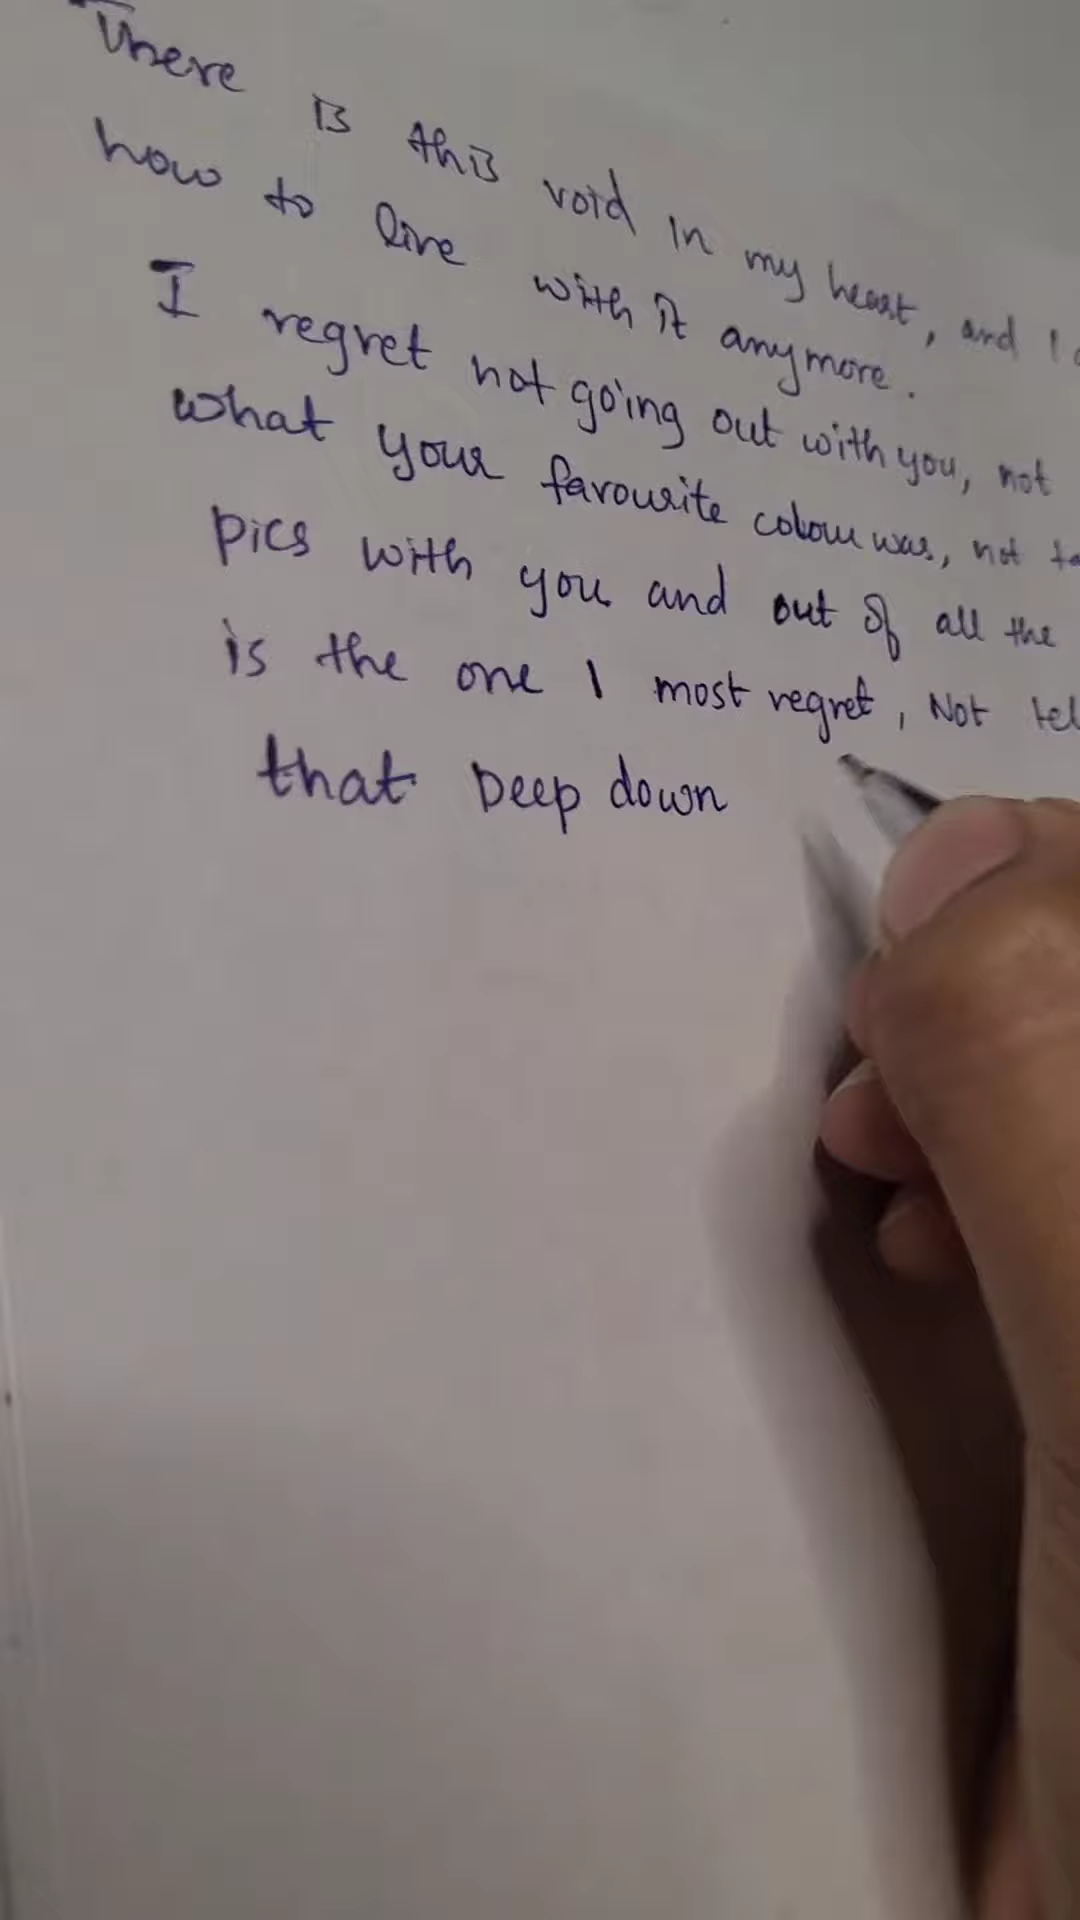 There is this void in my heart, and I
how to live with it anymore.
I regret not going out with you, not
what your favourite colour was, not
pics with you and out of all the
is the one I most regret, Not
that Deep down